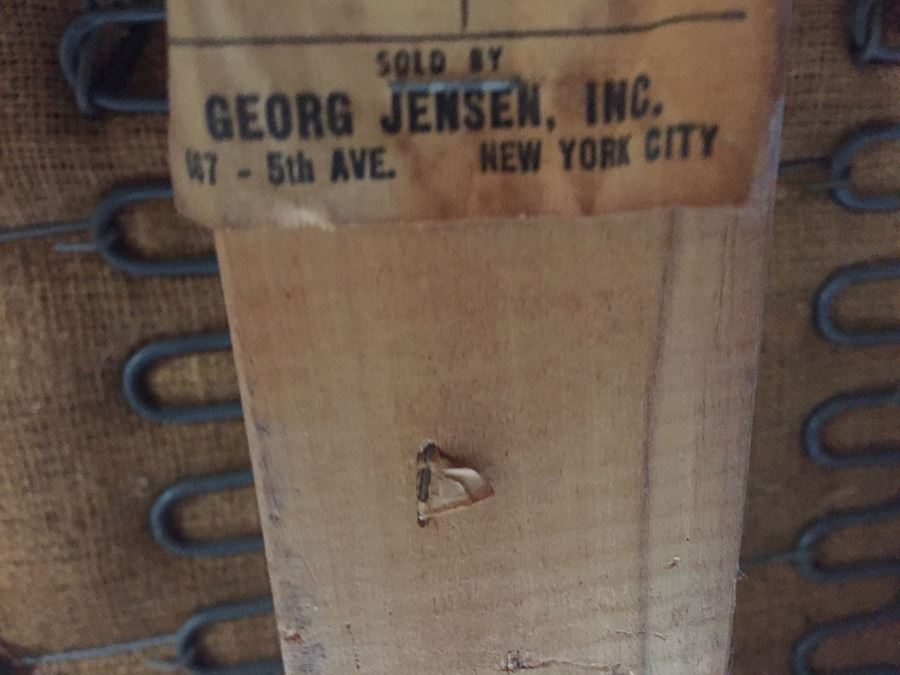 SOLD BY
GEORG JENSEN, INC.
- 5th AVE. NEW YORK CITY